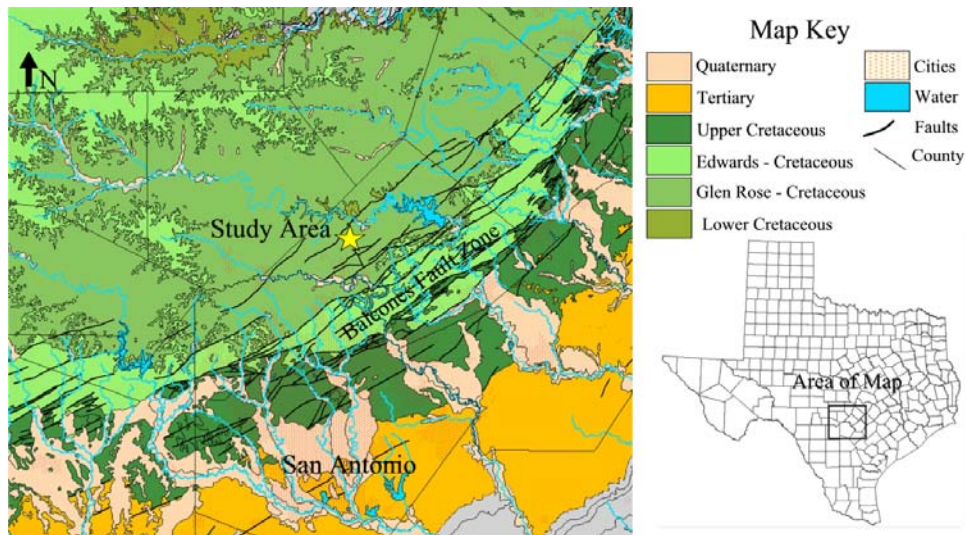 N
Study Area
Balcones Fault Zone
San Antonio
Map Key
Quaternary
Tertiary
Upper Cretaceous
Edwards - Cretaceous
Glen Rose - Cretaceous
Lower Cretaceous
Cities
Water
Faults
County
Area of Map